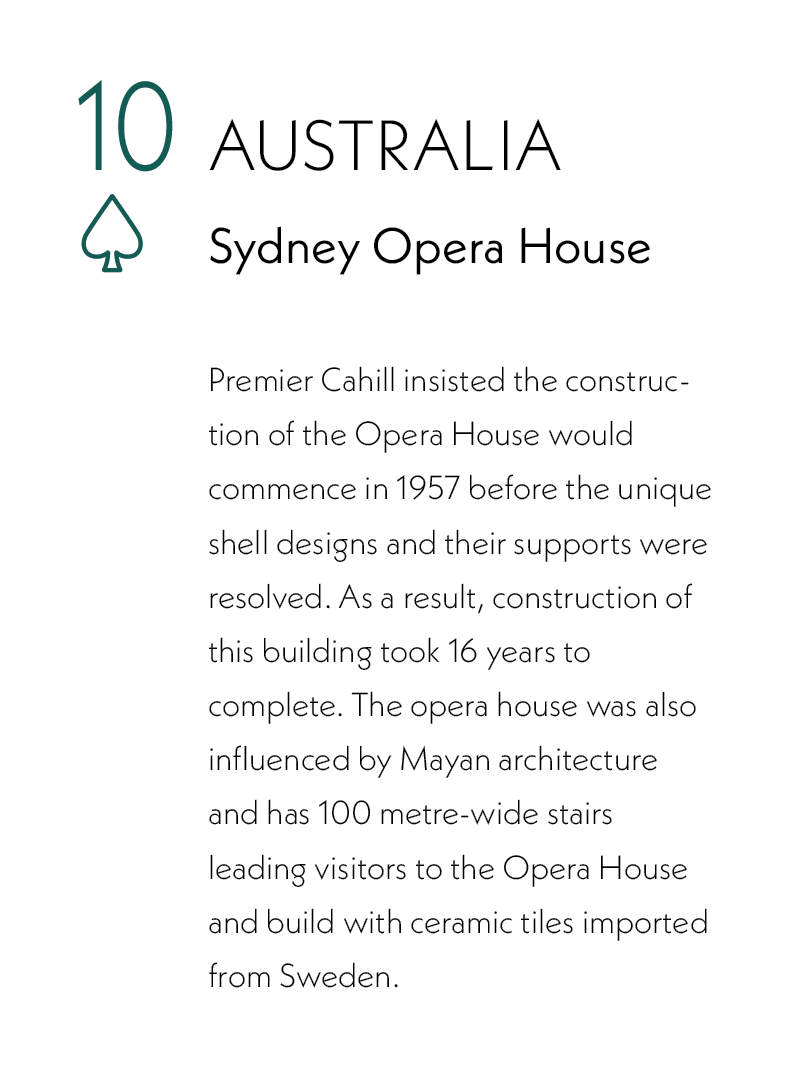 10
AUSTRALIA
Sydney Opera House
Premier Cahill insisted the construc-
tion of the Opera House would
commence in 1957 before the unique
shell designs and their supports were
resolved. As a result, construction of
this building took 16 years to
complete. The opera house was also
influenced by Mayan architecture
and has 100 metre-wide stairs
leading visitors to the Opera House
and build with ceramic tiles imported
from Sweden.